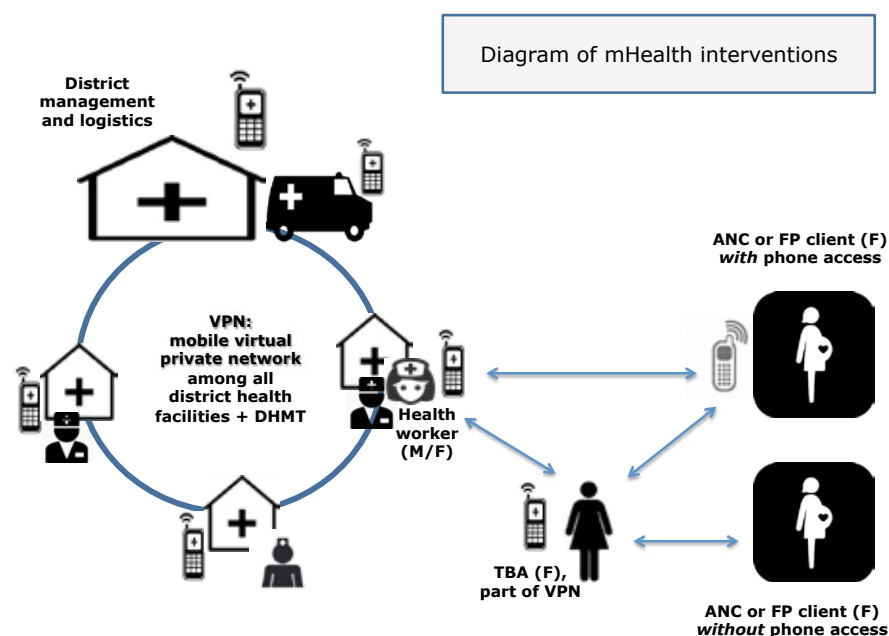 Diagram of mHealth interventions
District
management
and logistics
ANC or FP client (F)
with phone access
VPN:
mobile virtual
private network
among all
district health
facilities + DHMT
Health
worker
(M/F)
TBA (F),
part of VPN
ANC or FP client (F)
without phone access